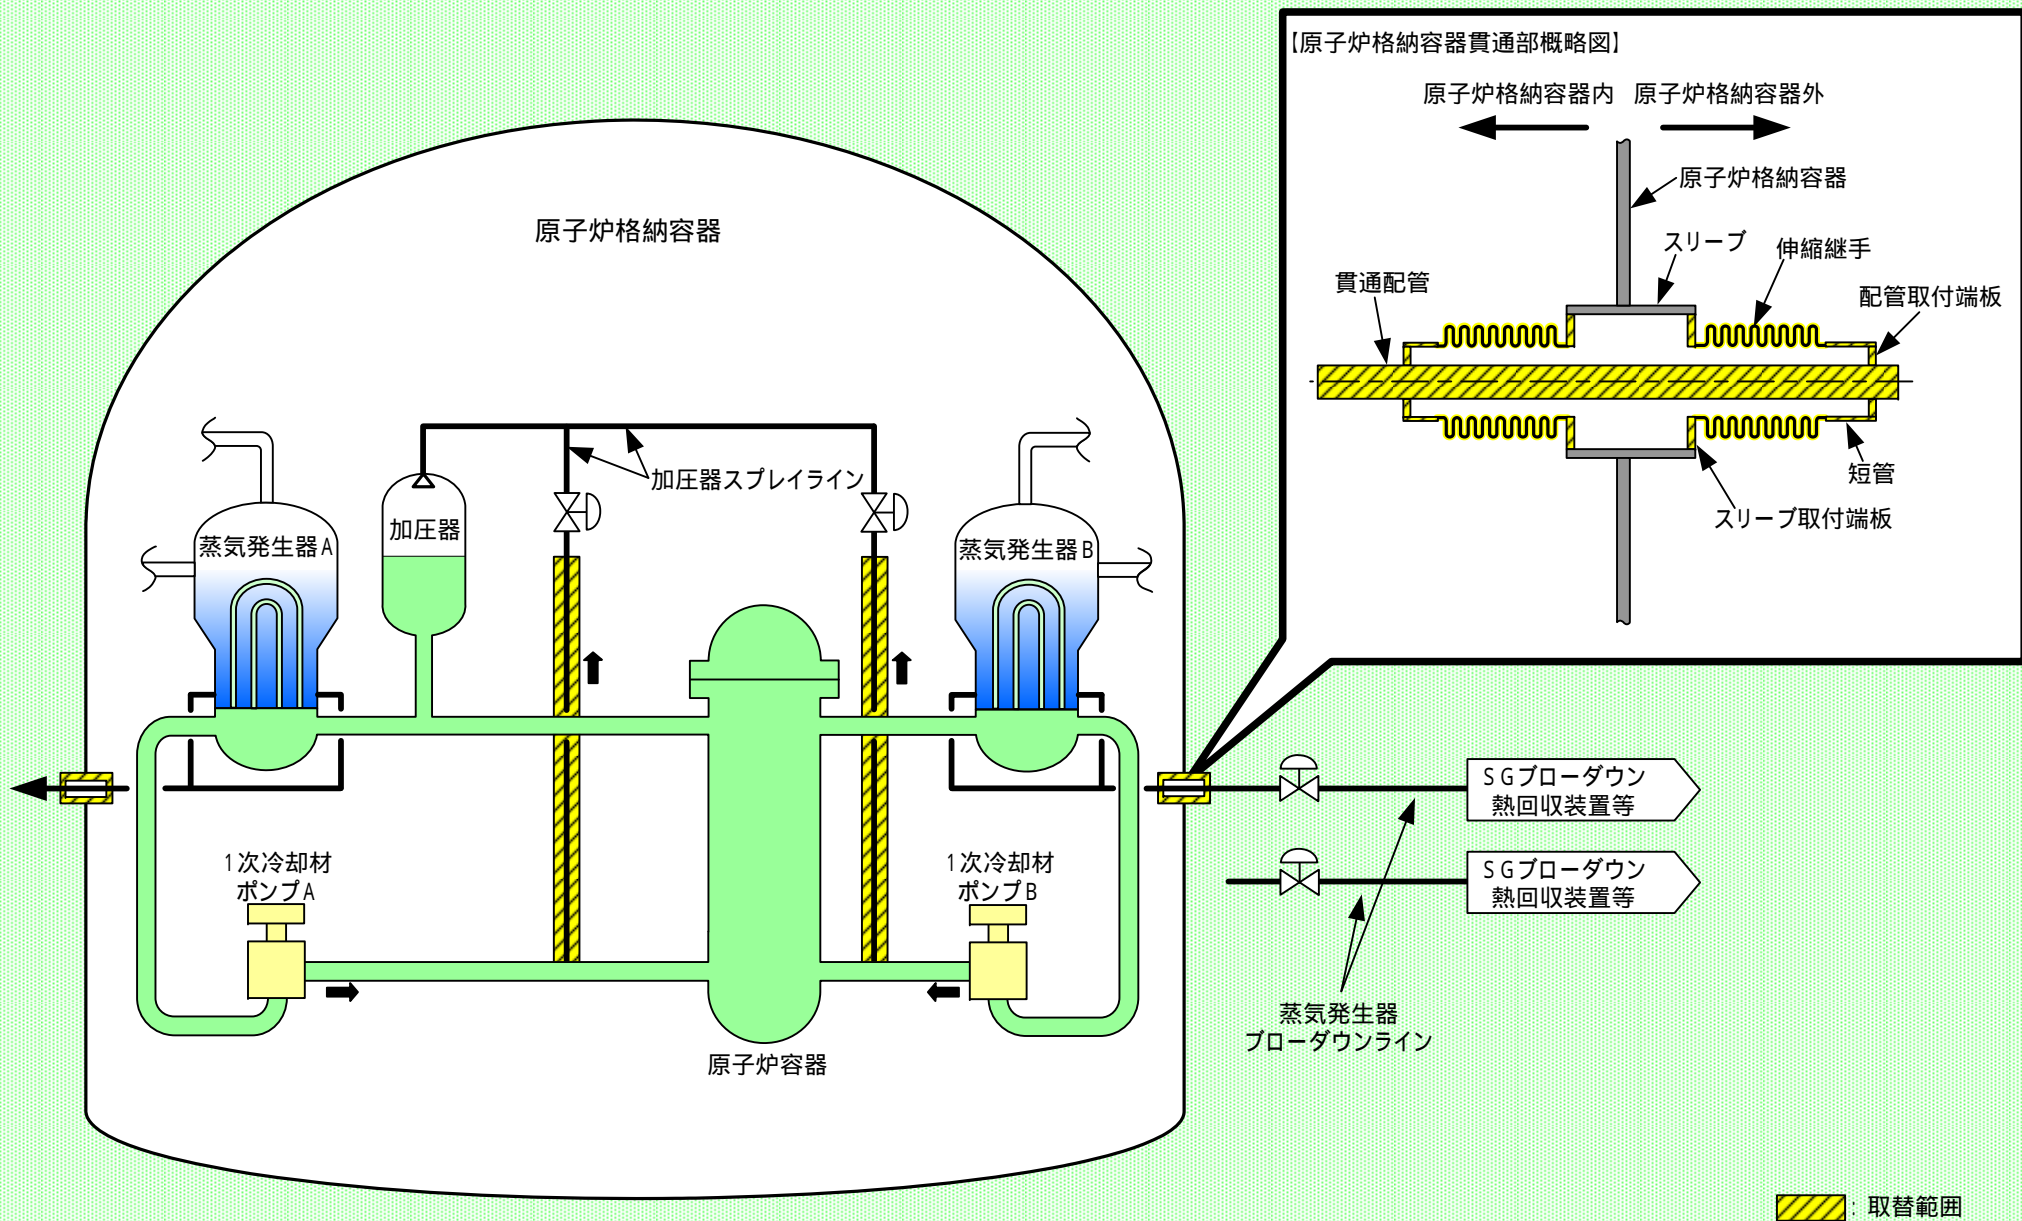 【原子炉格納容器貫通部概略図】
原子炉格納容器内 原子炉格納容器外
原子炉格納容器
スリーブ
伸縮継手
貫通配管
配管取付端板
短管
スリーブ取付端板
原子炉格納容器
加圧器スプレイライン
加圧器
蒸気発生器A
蒸気発生器B
SGブローダウン
熱回収装置等
SGブローダウン
熱回収装置等
1次冷却材
ポンプA
1次冷却材
ポンプB
蒸気発生器
ブローダウンライン
原子炉容器
：取替範囲